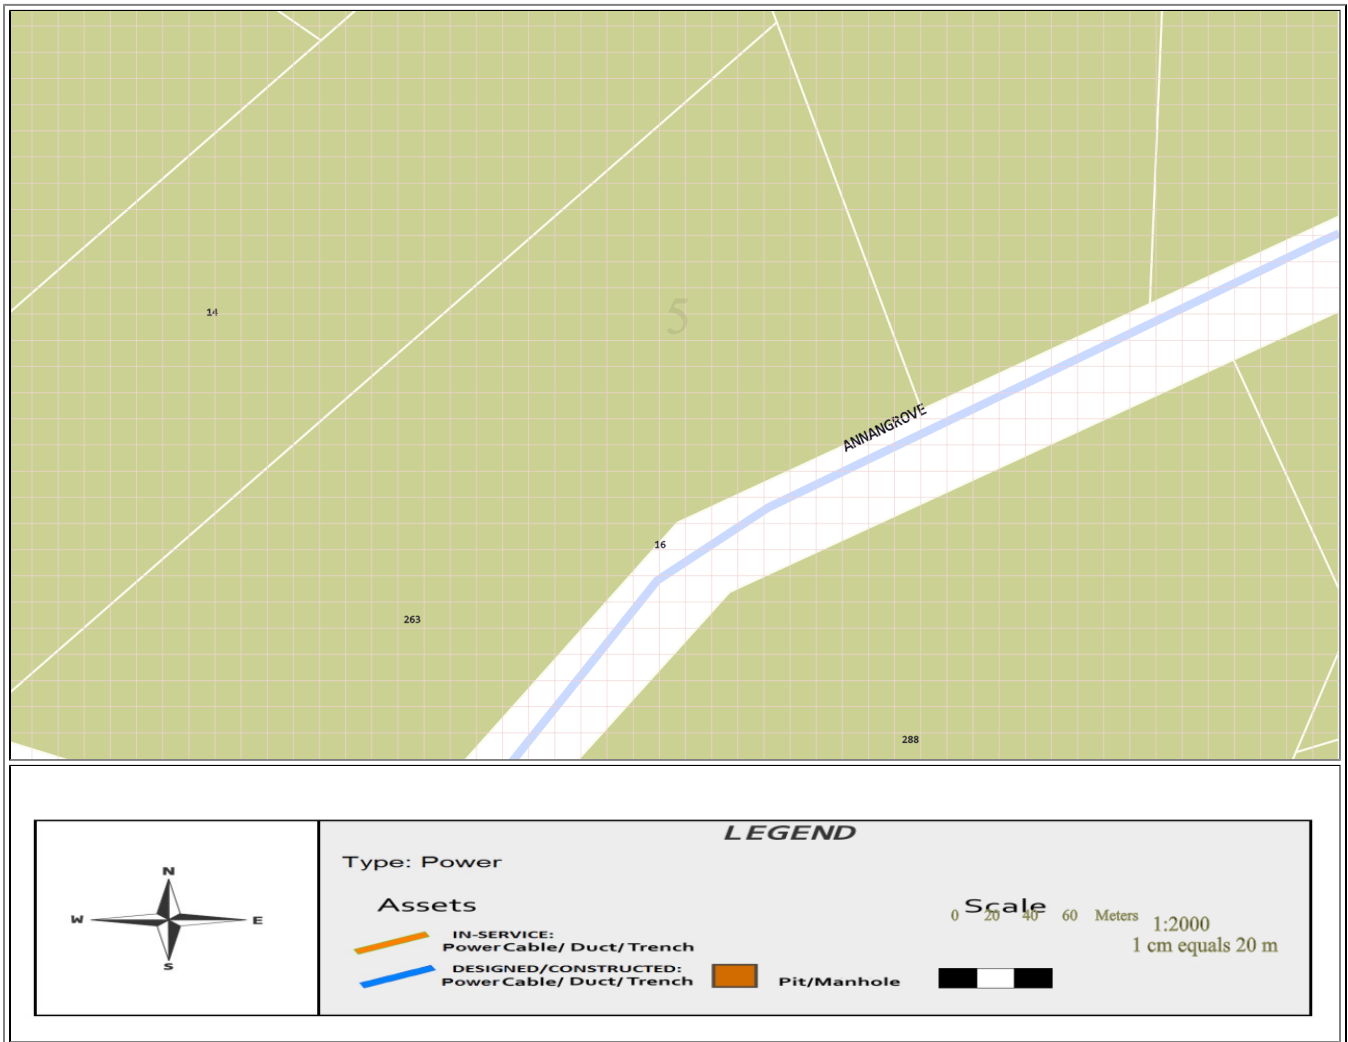 14
5
ANNANGROVE
16
263
288
N
W
E
S
LEGEND
Type: Power
Assets
IN-SERVICE:
Power Cable/ Duct/ Trench
DESIGNED/CONSTRUCTED:
Power Cable/ Duct/ Trench
Pit/Manhole
Scale
0 20 40 60 Meters
1:2000
1 cm equals 20 m